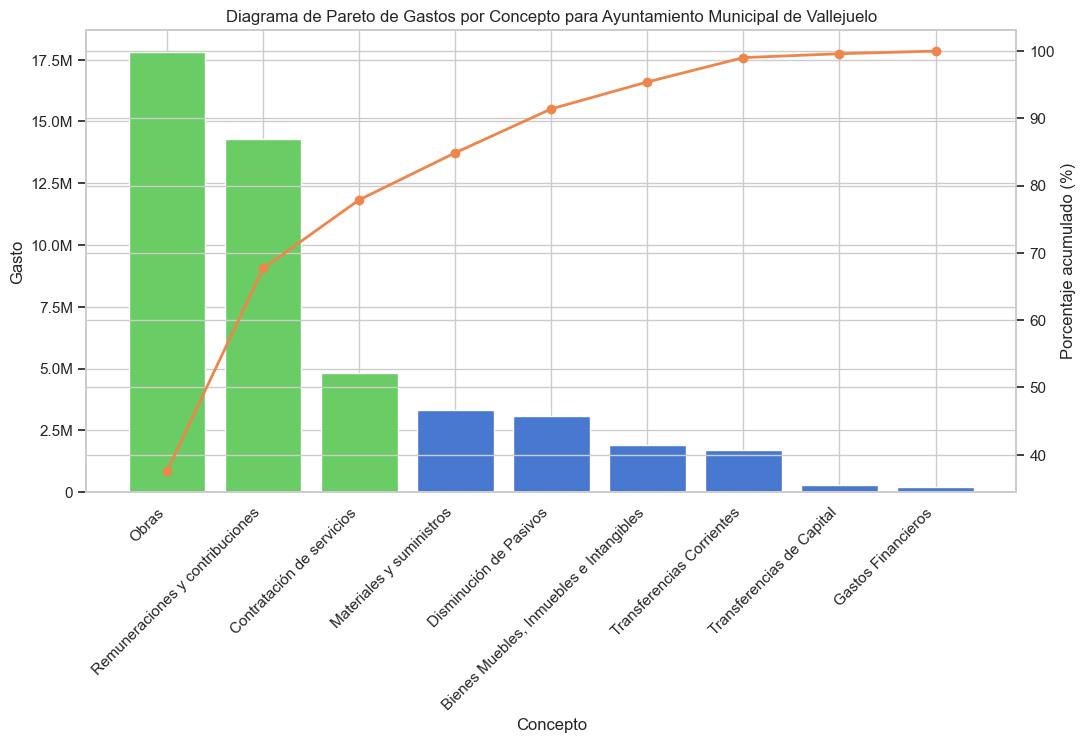 Diagrama de Pareto de Gastos por Concepto para Ayuntamiento Municipal de Vallejuelo
Gasto
17.5M
15.0M
12.5M
10.0M
7.5M
5.0M
2.5M
0
100
90
80
70
60
50
40
Porcentaje acumulado (%)
Obras
Remuneraciones y contribuciones
Contratación de servicios
Materiales y suministros
Disminución de Pasivos
Bienes Muebles, Inmuebles e Intangibles
Transferencias Corrientes
Transferencias de Capital
Gastos Financieros
Concepto